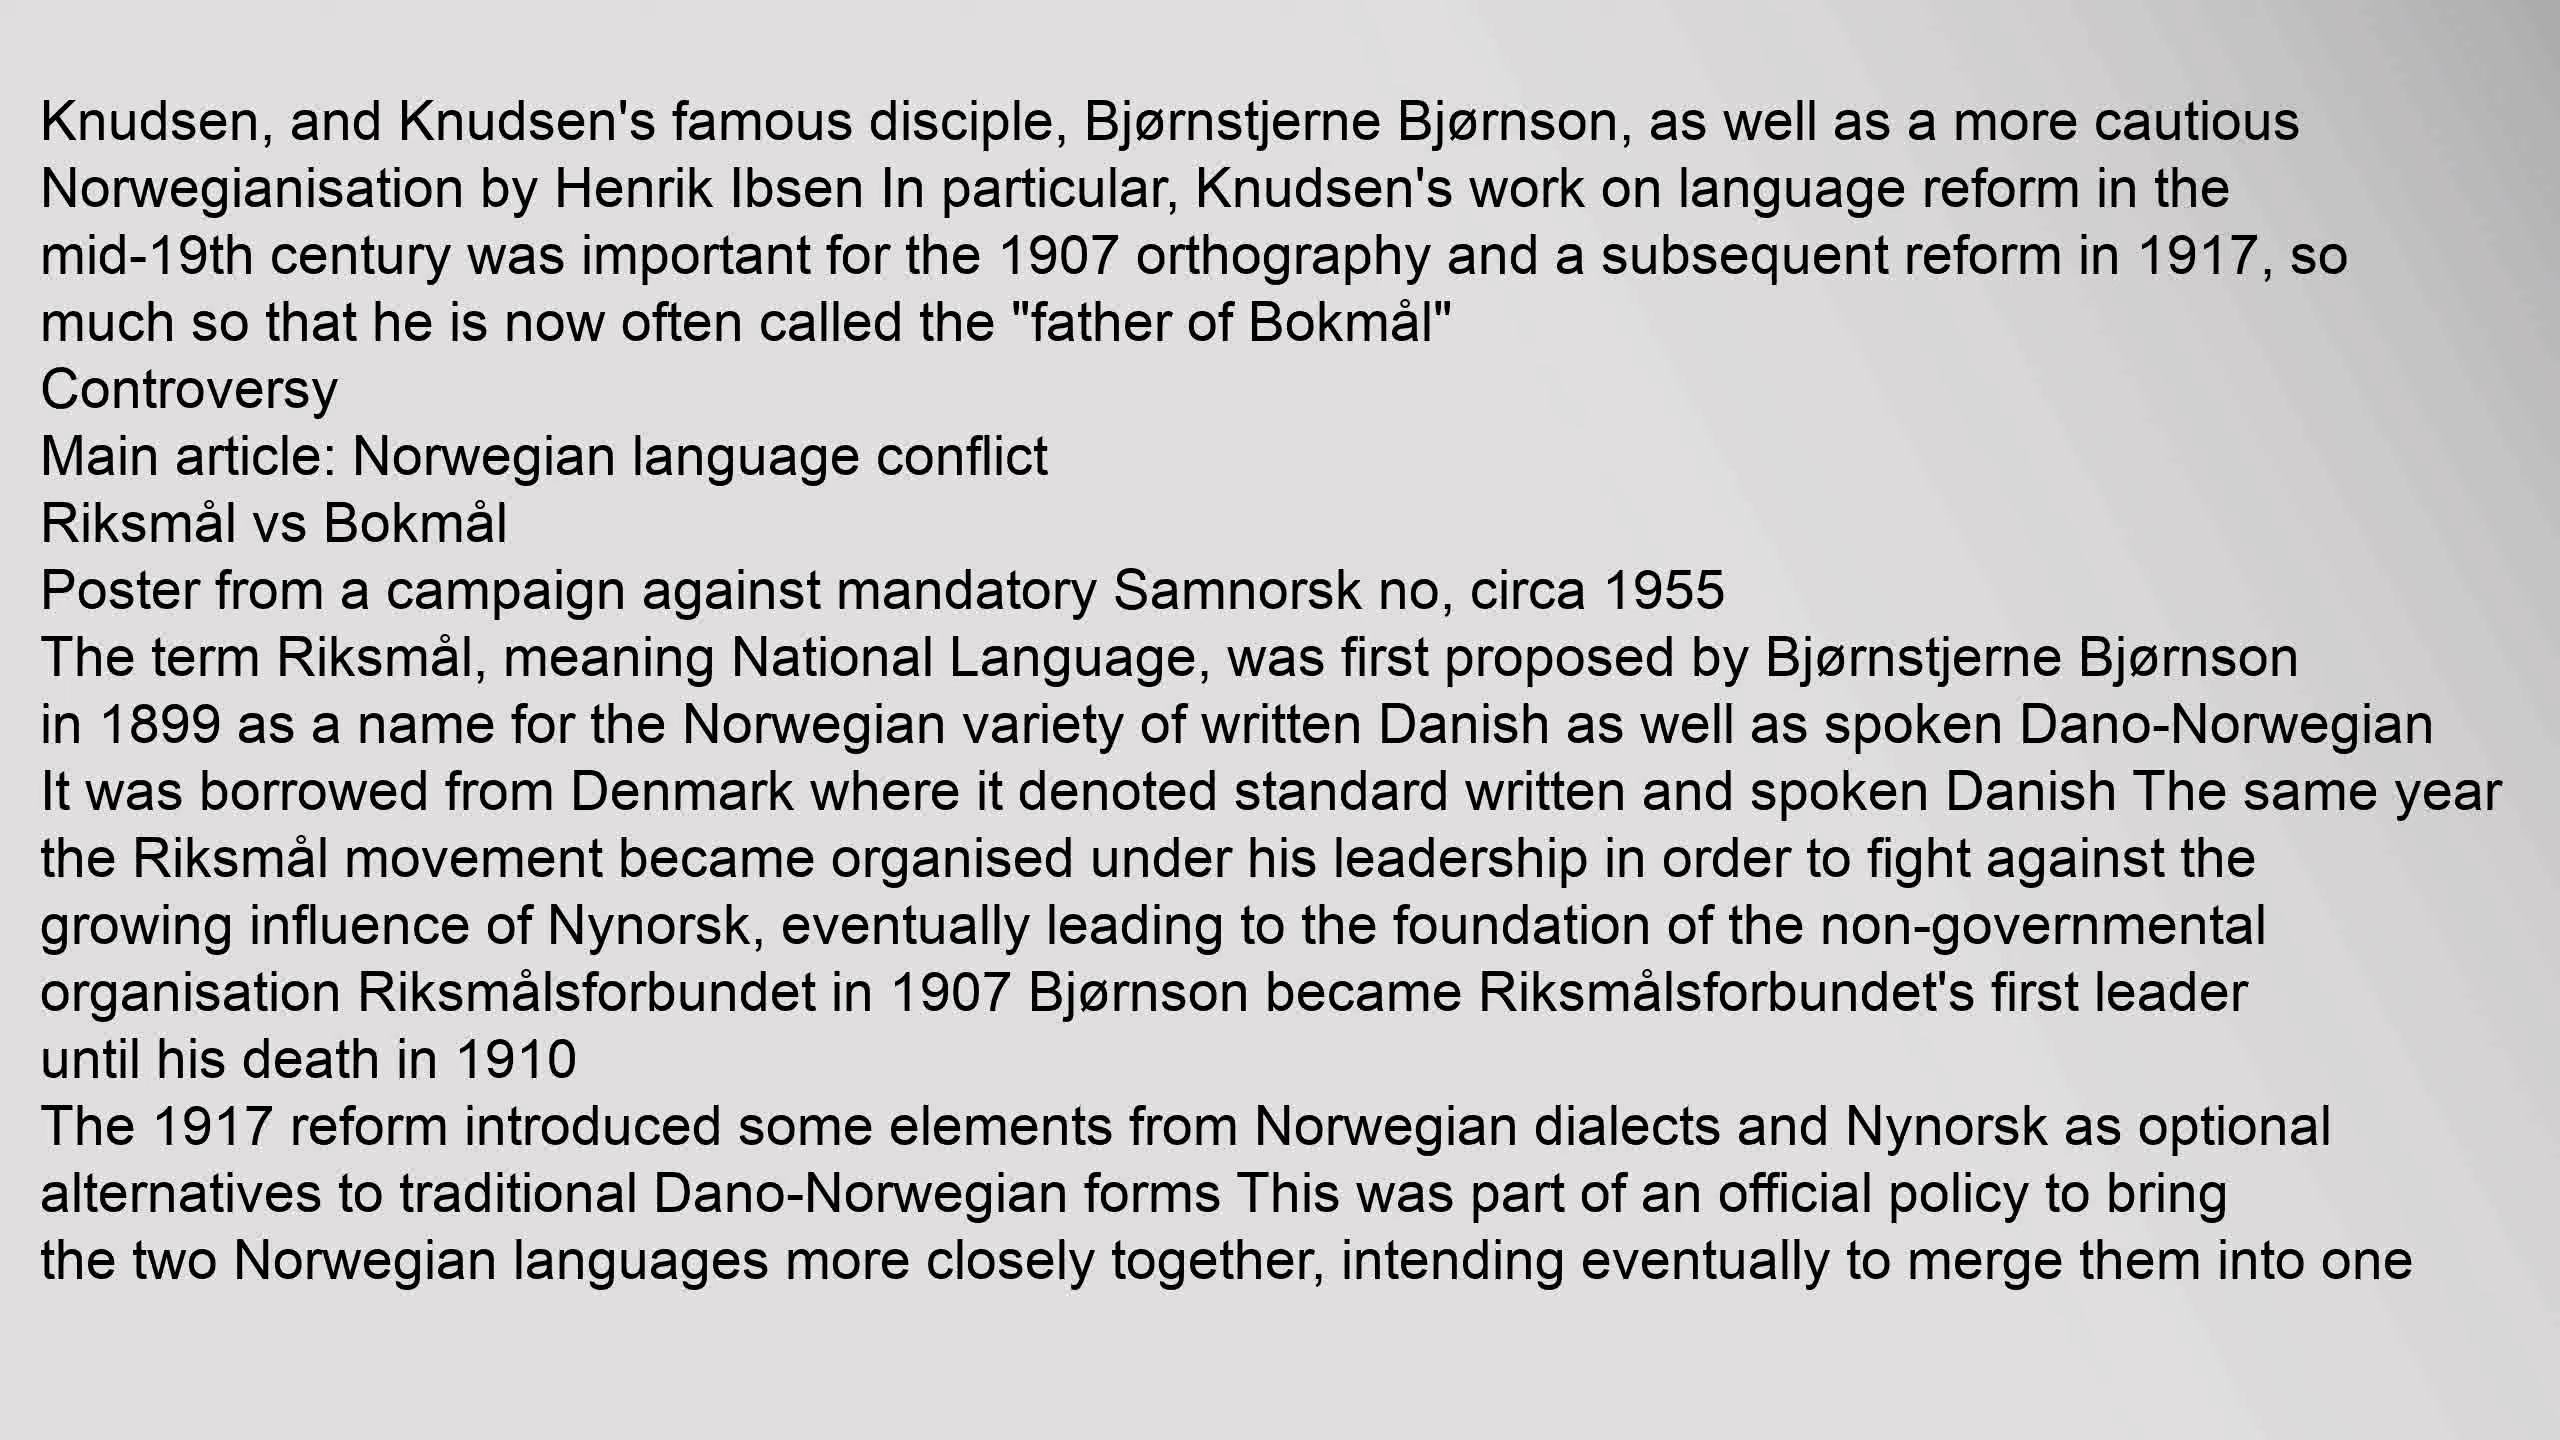 Knudsen, and Knudsen's famous disciple, Bjørnstjerne Bjørnson, as well as a more cautious
Norwegianisation by Henrik Ibsen In particular, Knudsen's work on language reform in the
mid-19th century was important for the 1907 orthography and a subsequent reform in 1917, so
much so that he is now often called the "father of Bokmål"
Controversy
Main article: Norwegian language conflict
Riksmål vs Bokmål
Poster from a campaign against mandatory Samnorsk no, circa 1955
The term Riksmål, meaning National Language, was first proposed by Bjørnstjerne Bjørnson
in 1899 as a name for the Norwegian variety of written Danish as well as spoken Dano-Norwegian
It was borrowed from Denmark where it denoted standard written and spoken Danish The same year
the Riksmål movement became organised under his leadership in order to fight against the
growing influence of Nynorsk, eventually leading to the foundation of the non-governmental
organisation Riksmålsforbundet in 1907 Bjørnson became Riksmålsforbundet's first leader
until his death in 1910
The 1917 reform introduced some elements from Norwegian dialects and Nynorsk as optional
alternatives to traditional Dano-Norwegian forms This was part of an official policy to bring
the two Norwegian languages more closely together, intending eventually to merge them into one